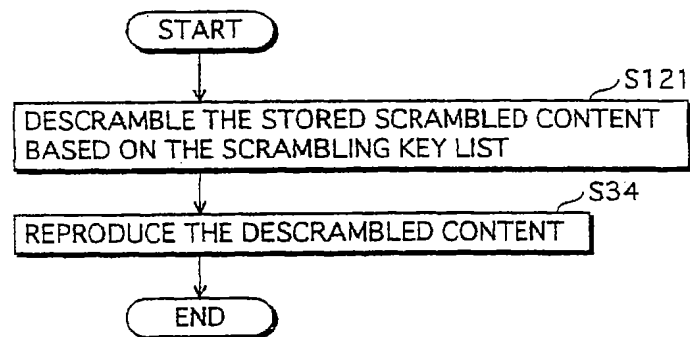 START
S121
DESCRAMBLE THE STORED SCRAMBLED CONTENT
BASED ON THE SCRAMBLING KEY LIST
S34
REPRODUCE THE DESCRAMBLED CONTENT
END